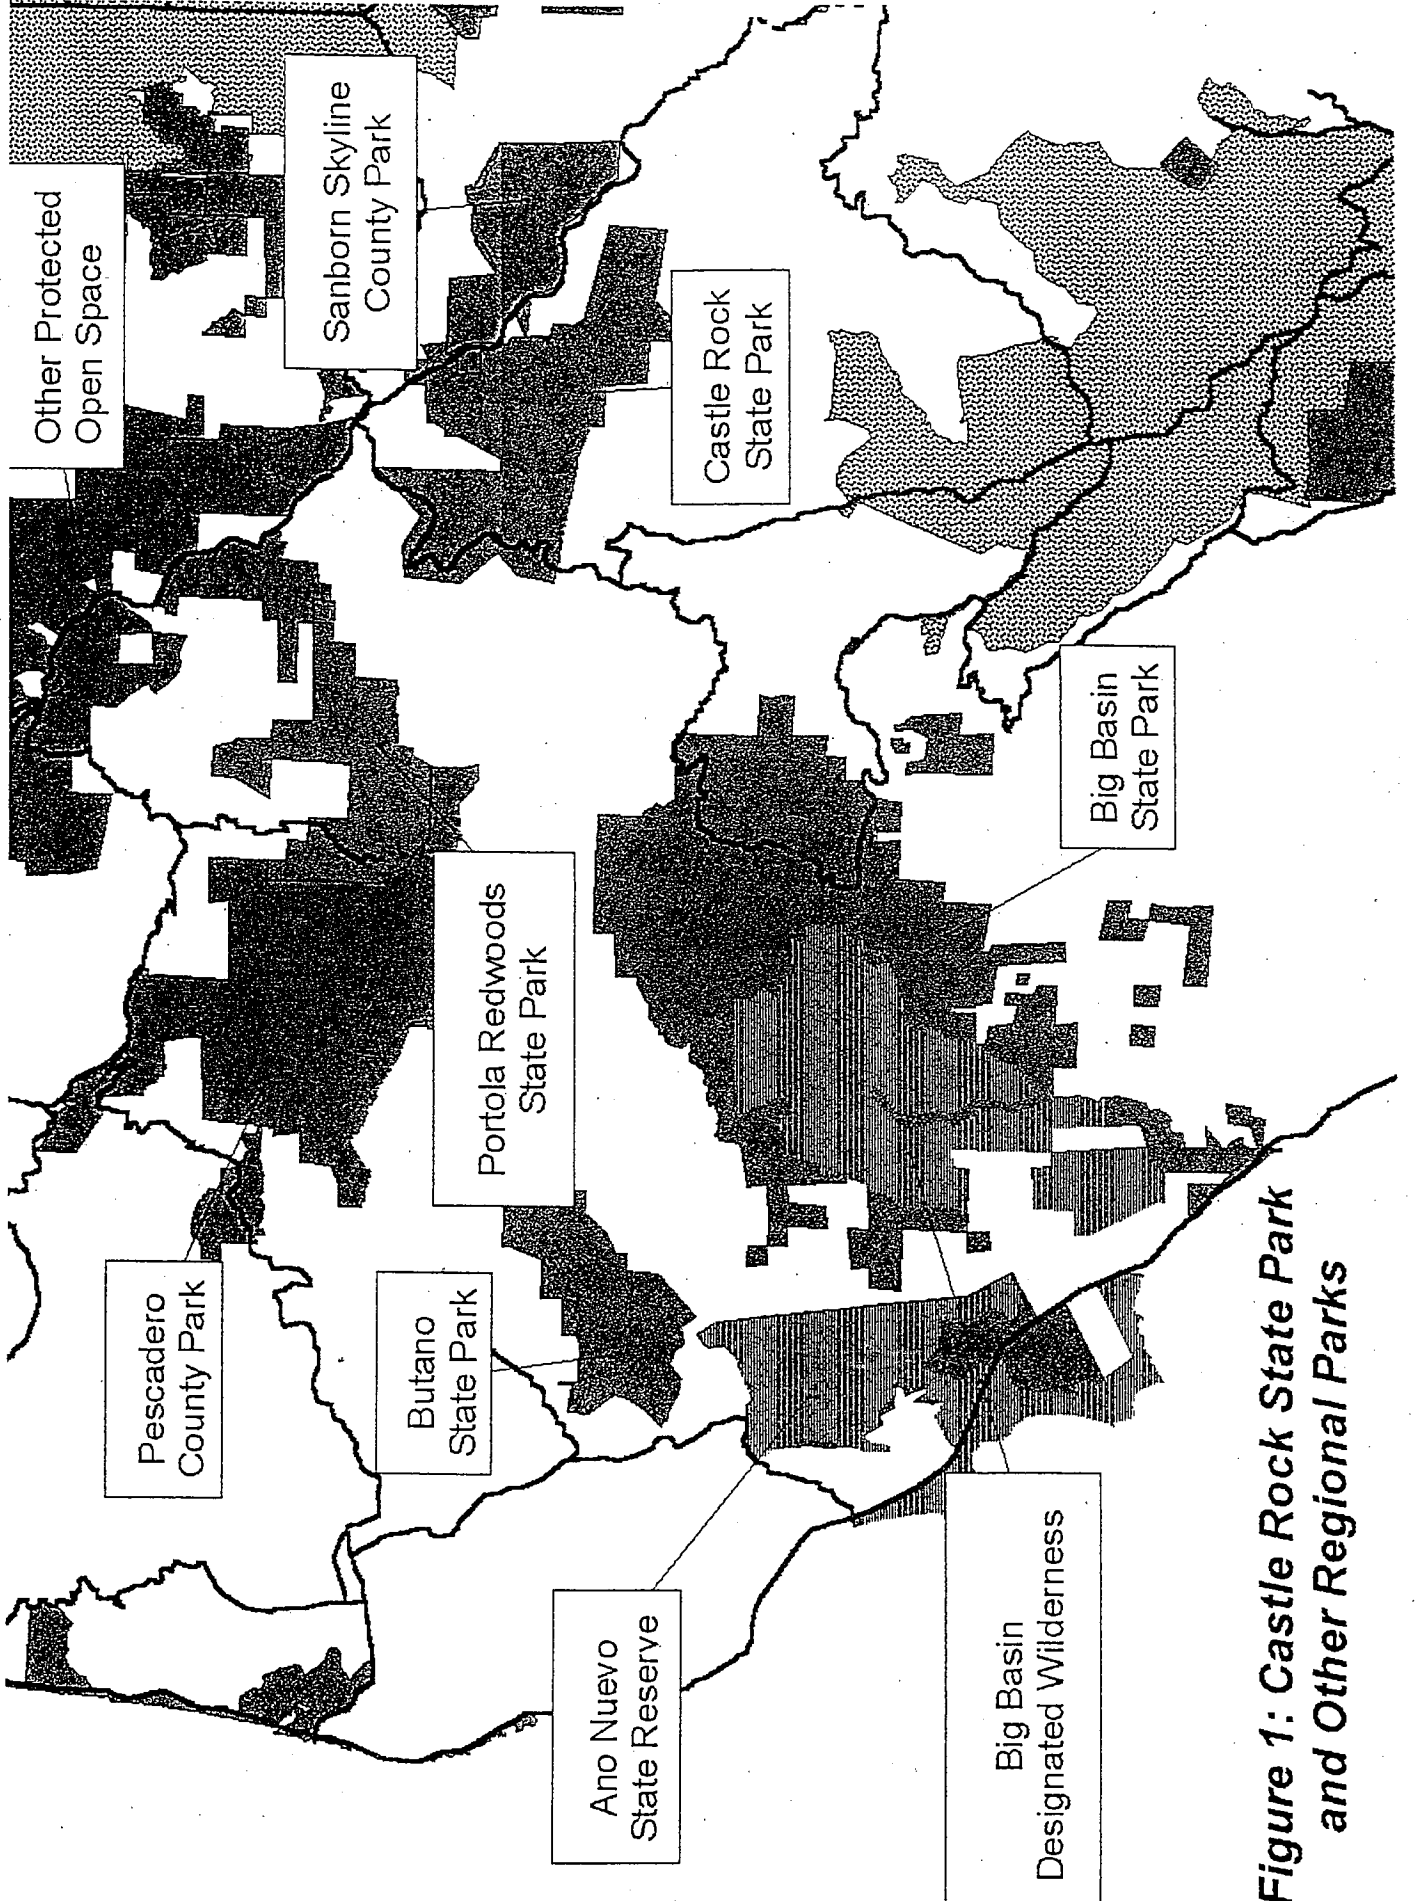 Other Protected
Open Space
Sanborn Skyline
County Park
Castle Rock
State Park
Portola Redwoods
State Park
Big Basin
State Park
Pescadero
County Park
Butano
State Park
Ano Nuevo
State Reserve
Big Basin
Designated Wilderness
Figure 1: Castle Rock State Park
and Other Regional Parks